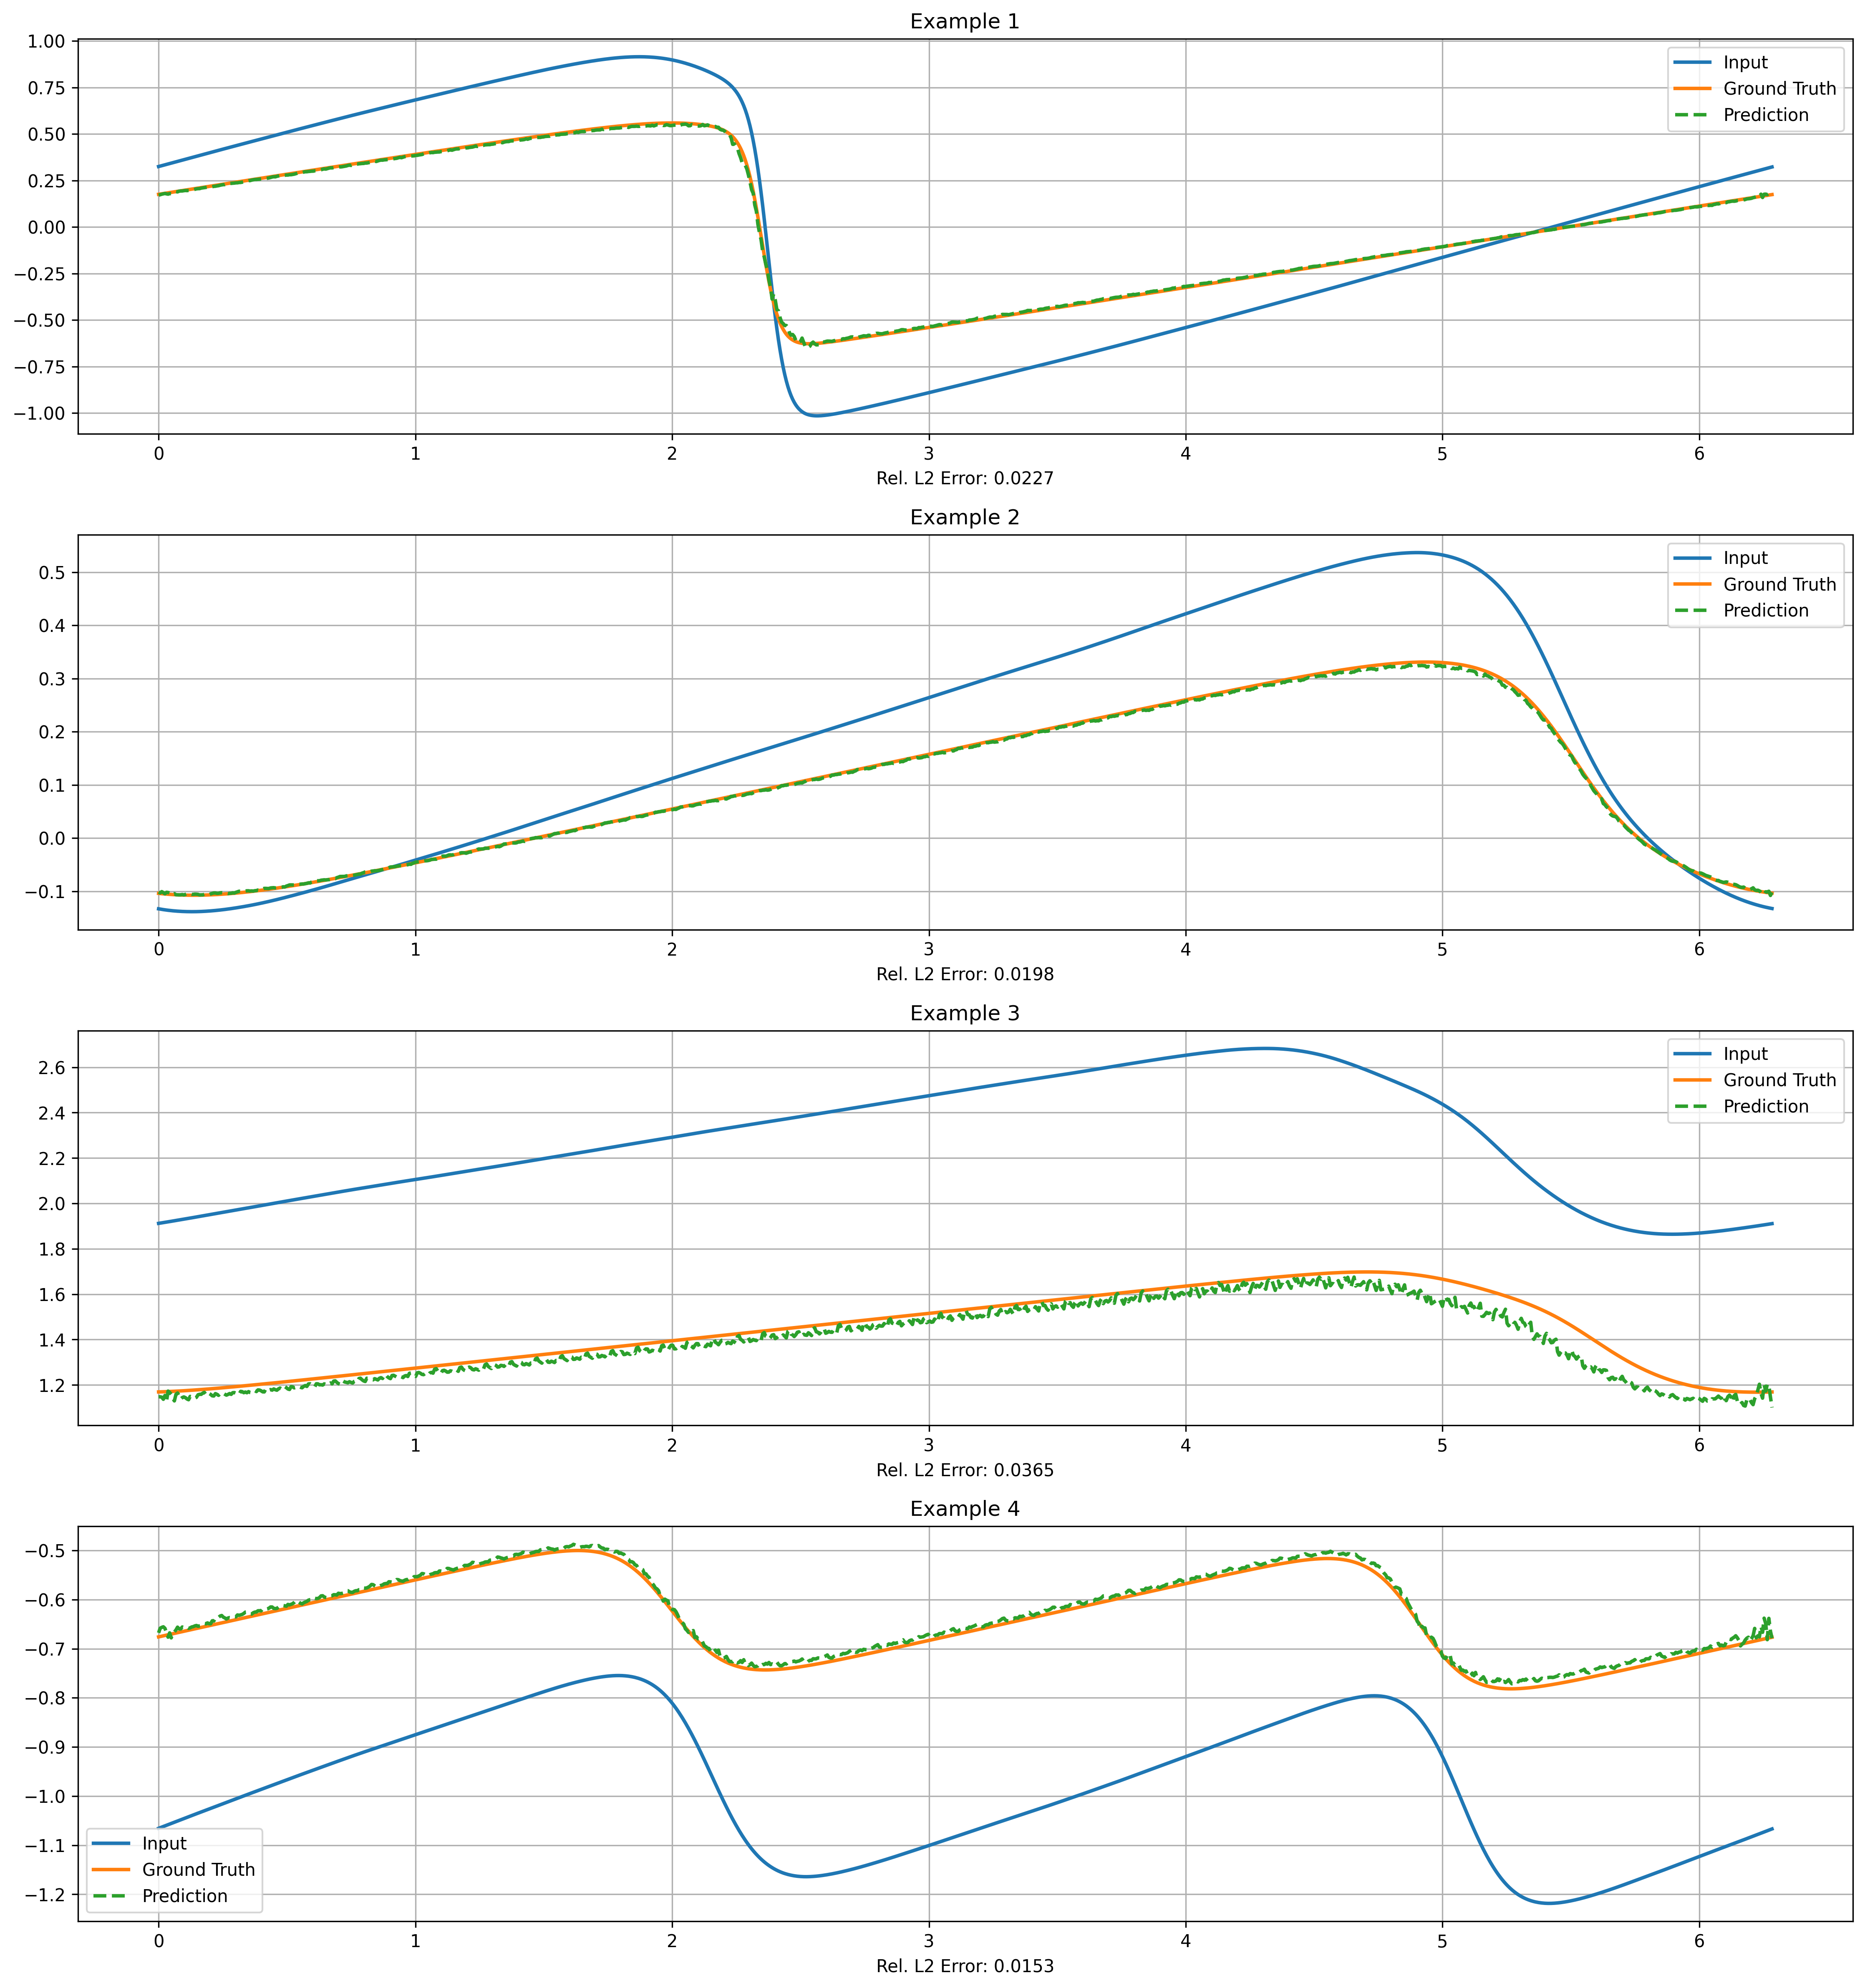 Example 1
1.00
0.75
0.50
0.25
0.00
−0.25
−0.50
−0.75
−1.00
Input
Ground Truth
Prediction
0 1 2 3 4 5 6
Rel. L2 Error: 0.0227
Example 2
0.5
0.4
0.3
0.2
0.1
0.0
−0.1
Input
Ground Truth
Prediction
0 1 2 3 4 5 6
Rel. L2 Error: 0.0198
Example 3
2.6
2.4
2.2
2.0
1.8
1.6
1.4
1.2
Input
Ground Truth
Prediction
0 1 2 3 4 5 6
Rel. L2 Error: 0.0365
Example 4
−0.5
−0.6
−0.7
−0.8
−0.9
−1.0
−1.1
−1.2
Input
Ground Truth
Prediction
0 1 2 3 4 5 6
Rel. L2 Error: 0.0153